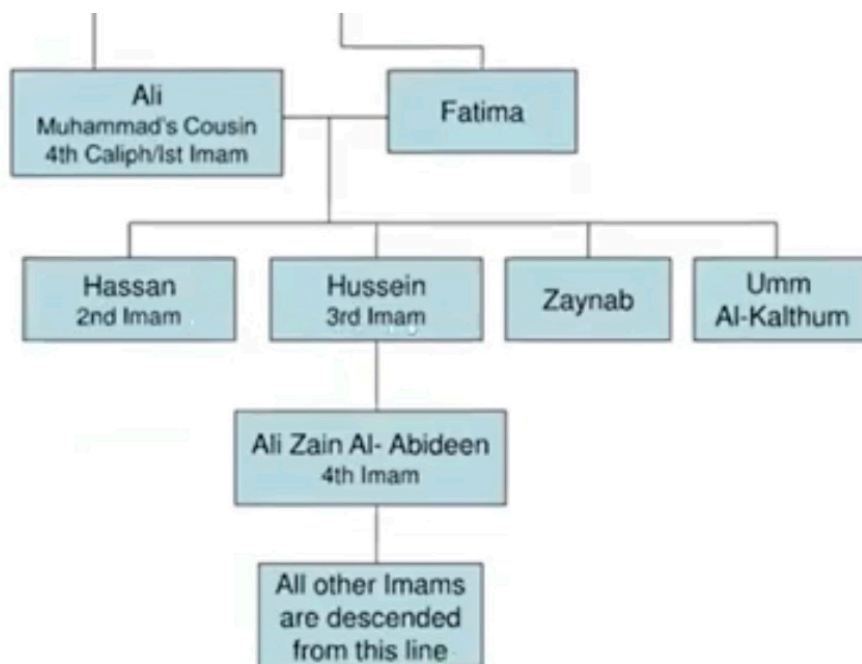 Ali
Muhammad's Cousin
4th Caliph/Ist Imam
Fatima
Hassan
2nd Imam
Hussein
3rd Imam
Zaynab
Umm
Al-Kalthum
Ali Zain Al- Abideen
4th Imam
All other Imams
are descended
from this line